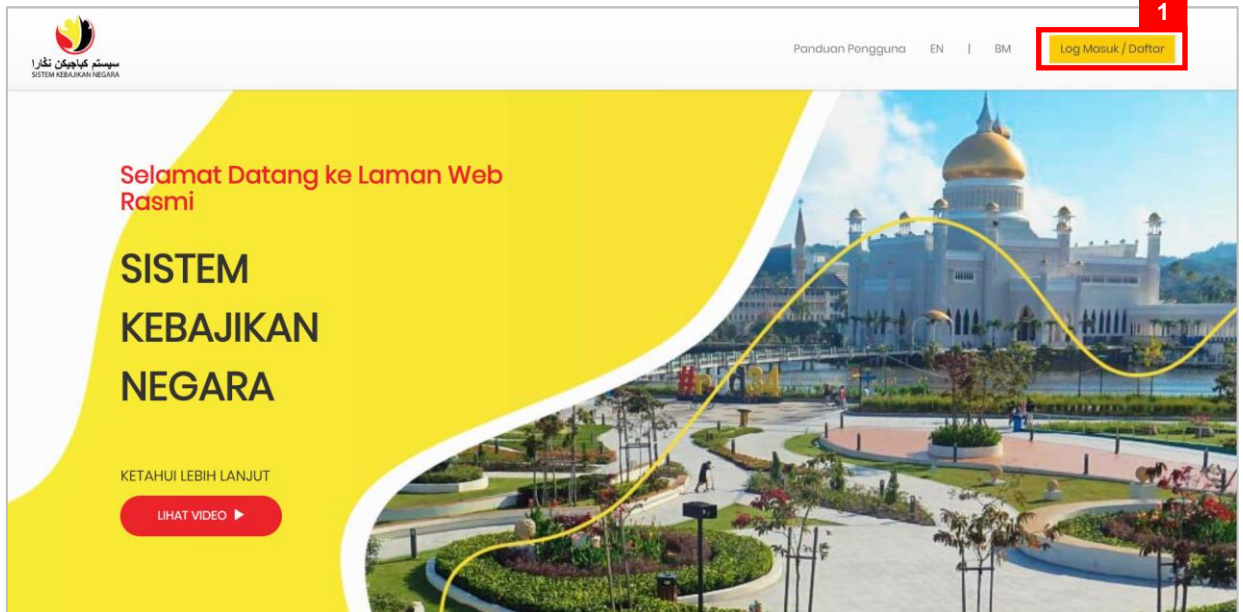 1
سيستم کباجيکن نڬارا
SISTEM KEBAJIKAN NEGARA
Panduan Pengguna EN | BM Log Masuk / Daftar
Selamat Datang ke Laman Web
Rasmi
SISTEM
KEBAJIKAN
NEGARA
KETAHUI LEBIH LANJUT
LIHAT VIDEO